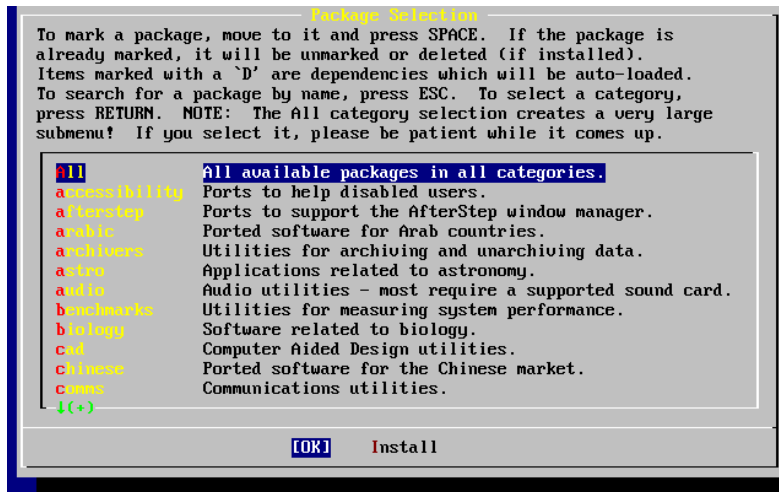 Package Selection
To mark a package, move to it and press SPACE.  If the package is
already marked, it will be unmarked or deleted (if installed).
Items marked with a `D' are dependencies which will be auto-loaded.
To search for a package by name, press ESC.  To select a category,
press RETURN.  NOTE:  The All category selection creates a very large
submenu!  If you select it, please be patient while it comes up.
All All available packages in all categories.
accessibility Ports to help disabled users.
afterstep Ports to support the AfterStep window manager.
arabic Ported software for Arab countries.
archivers Utilities for archiving and unarchiving data.
astro Applications related to astronomy.
audio Audio utilities - most require a supported sound card.
benchmarks Utilities for measuring system performance.
biology Software related to biology.
cad Computer Aided Design utilities.
chinese Ported software for the Chinese market.
comms Communications utilities.
↓(+)
[OK] Install